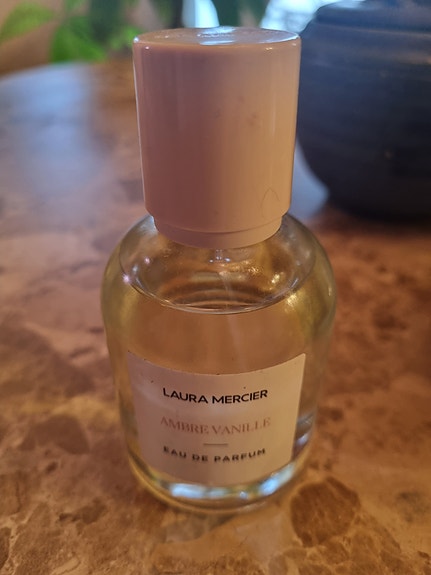 LAURA MERCIER
AMBRE VANILLE
EAU DE PARFUM